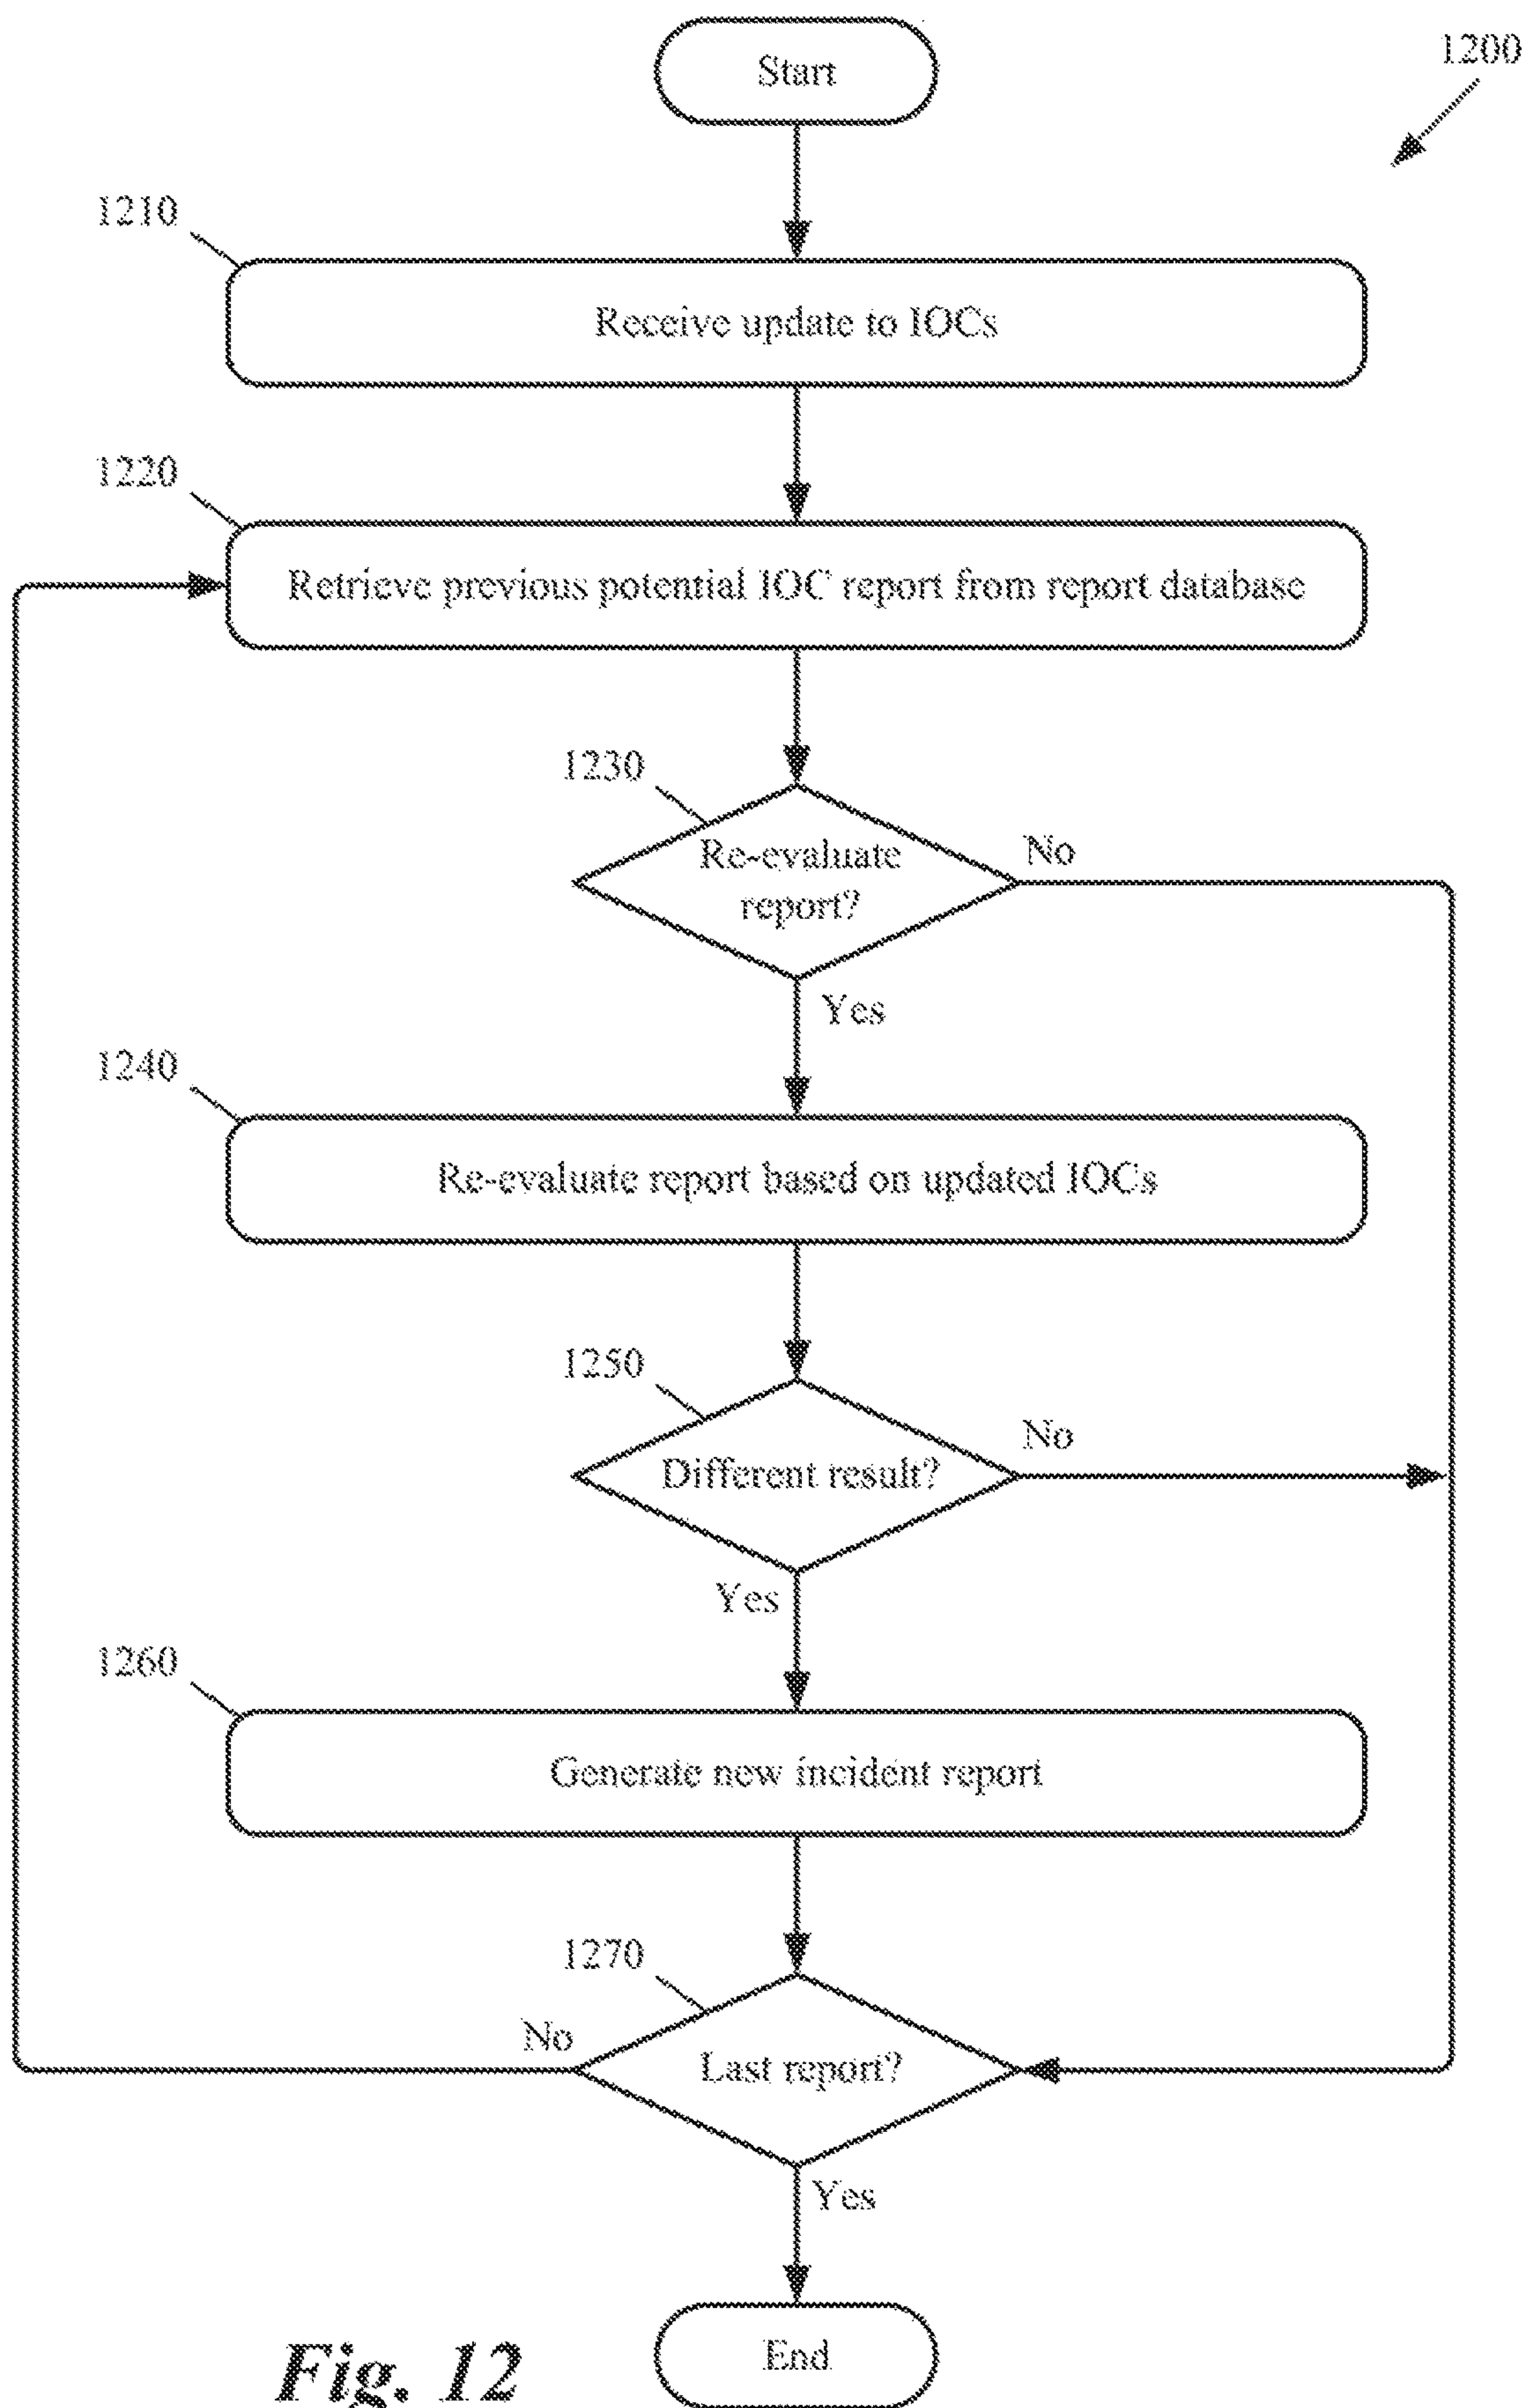 Start
1200
1210
Receive update to IOCs
1220
Retrieve previous potential IOC report from report database
1230
Re-evaluate
report?
No
Yes
1240
Re-evaluate report based on updated IOCs
1250
Different result?
No
Yes
1260
Generate new incident report
1270
No
Last report?
Yes
End
Fig. 12